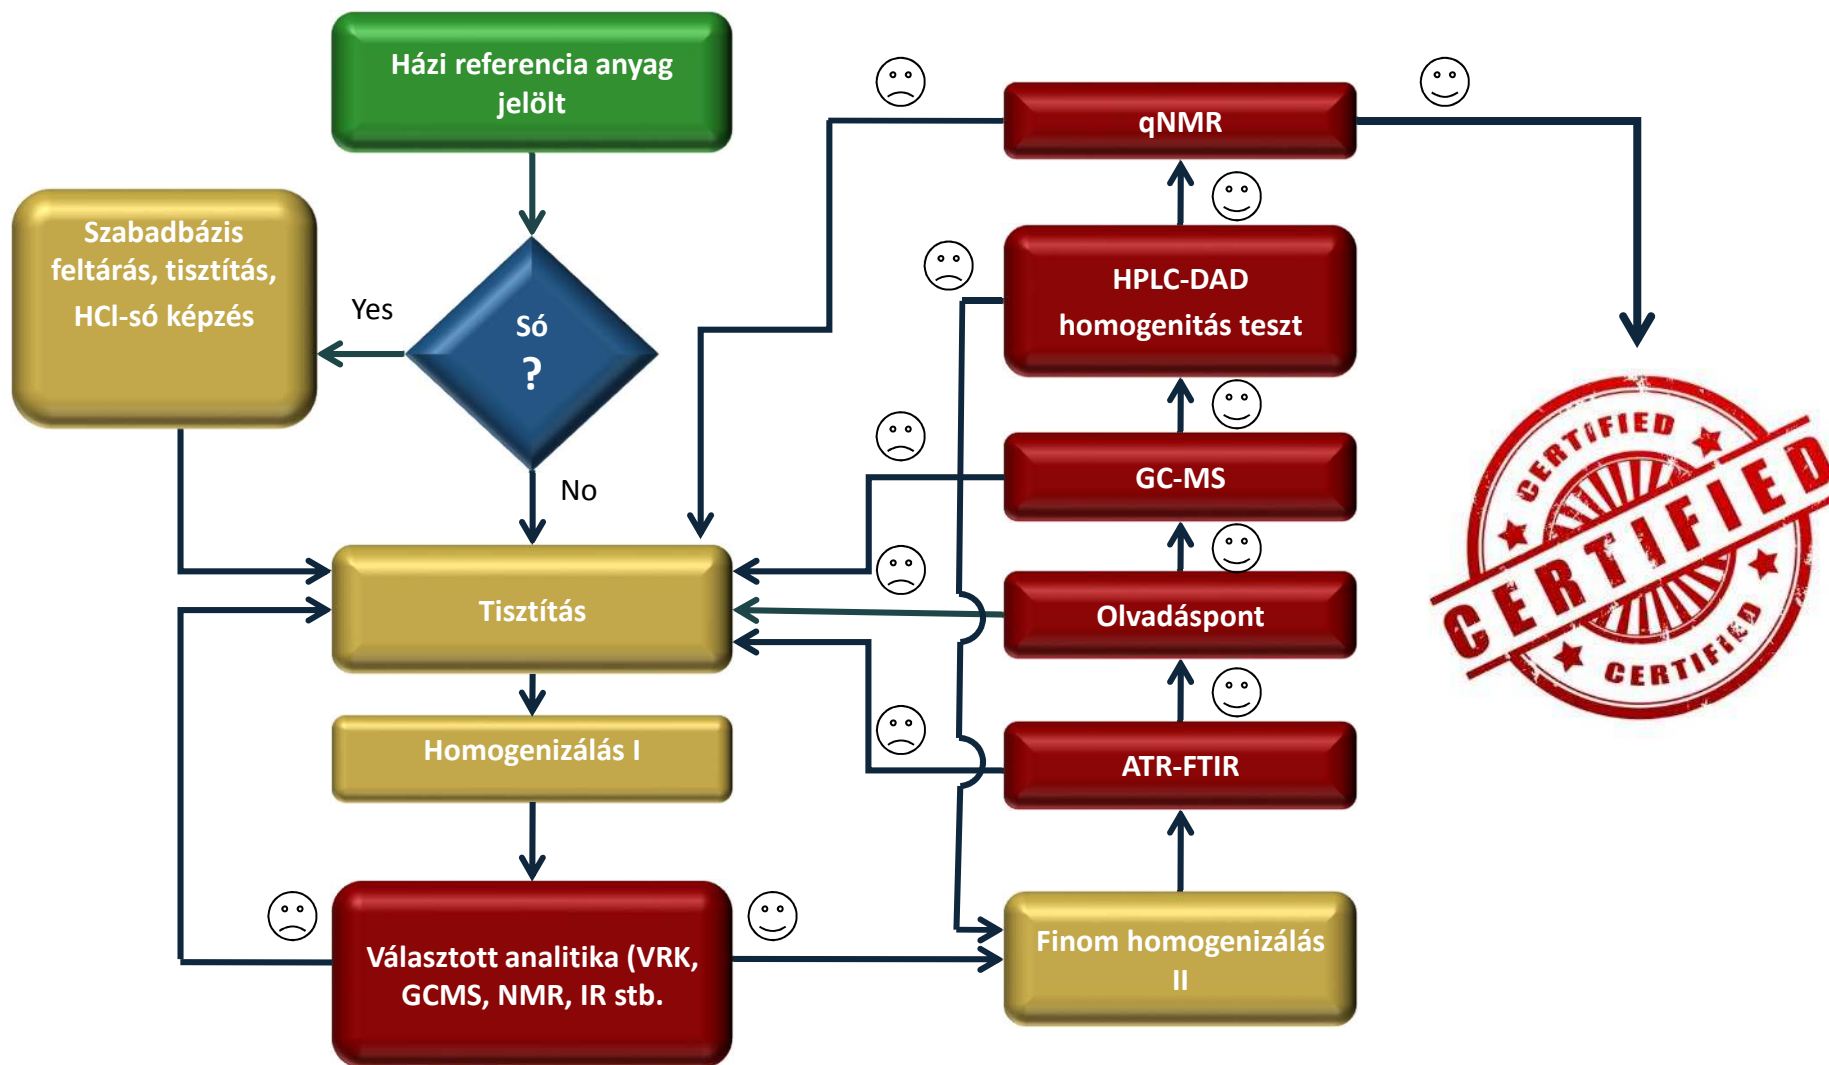 Házi referencia anyag
jelölt
Szabadbázis
feltárás, tisztítás,
HCl-só képzés
Yes
Só
?
No
Tisztítás
Homogenizálás I
Választott analitika (VRK,
GCMS, NMR, IR stb.
qNMR
HPLC-DAD
homogenitás teszt
GC-MS
Olvadáspont
ATR-FTIR
Finom homogenizálás
II
CERTIFIED
CERTIFIED
CERTIFIED